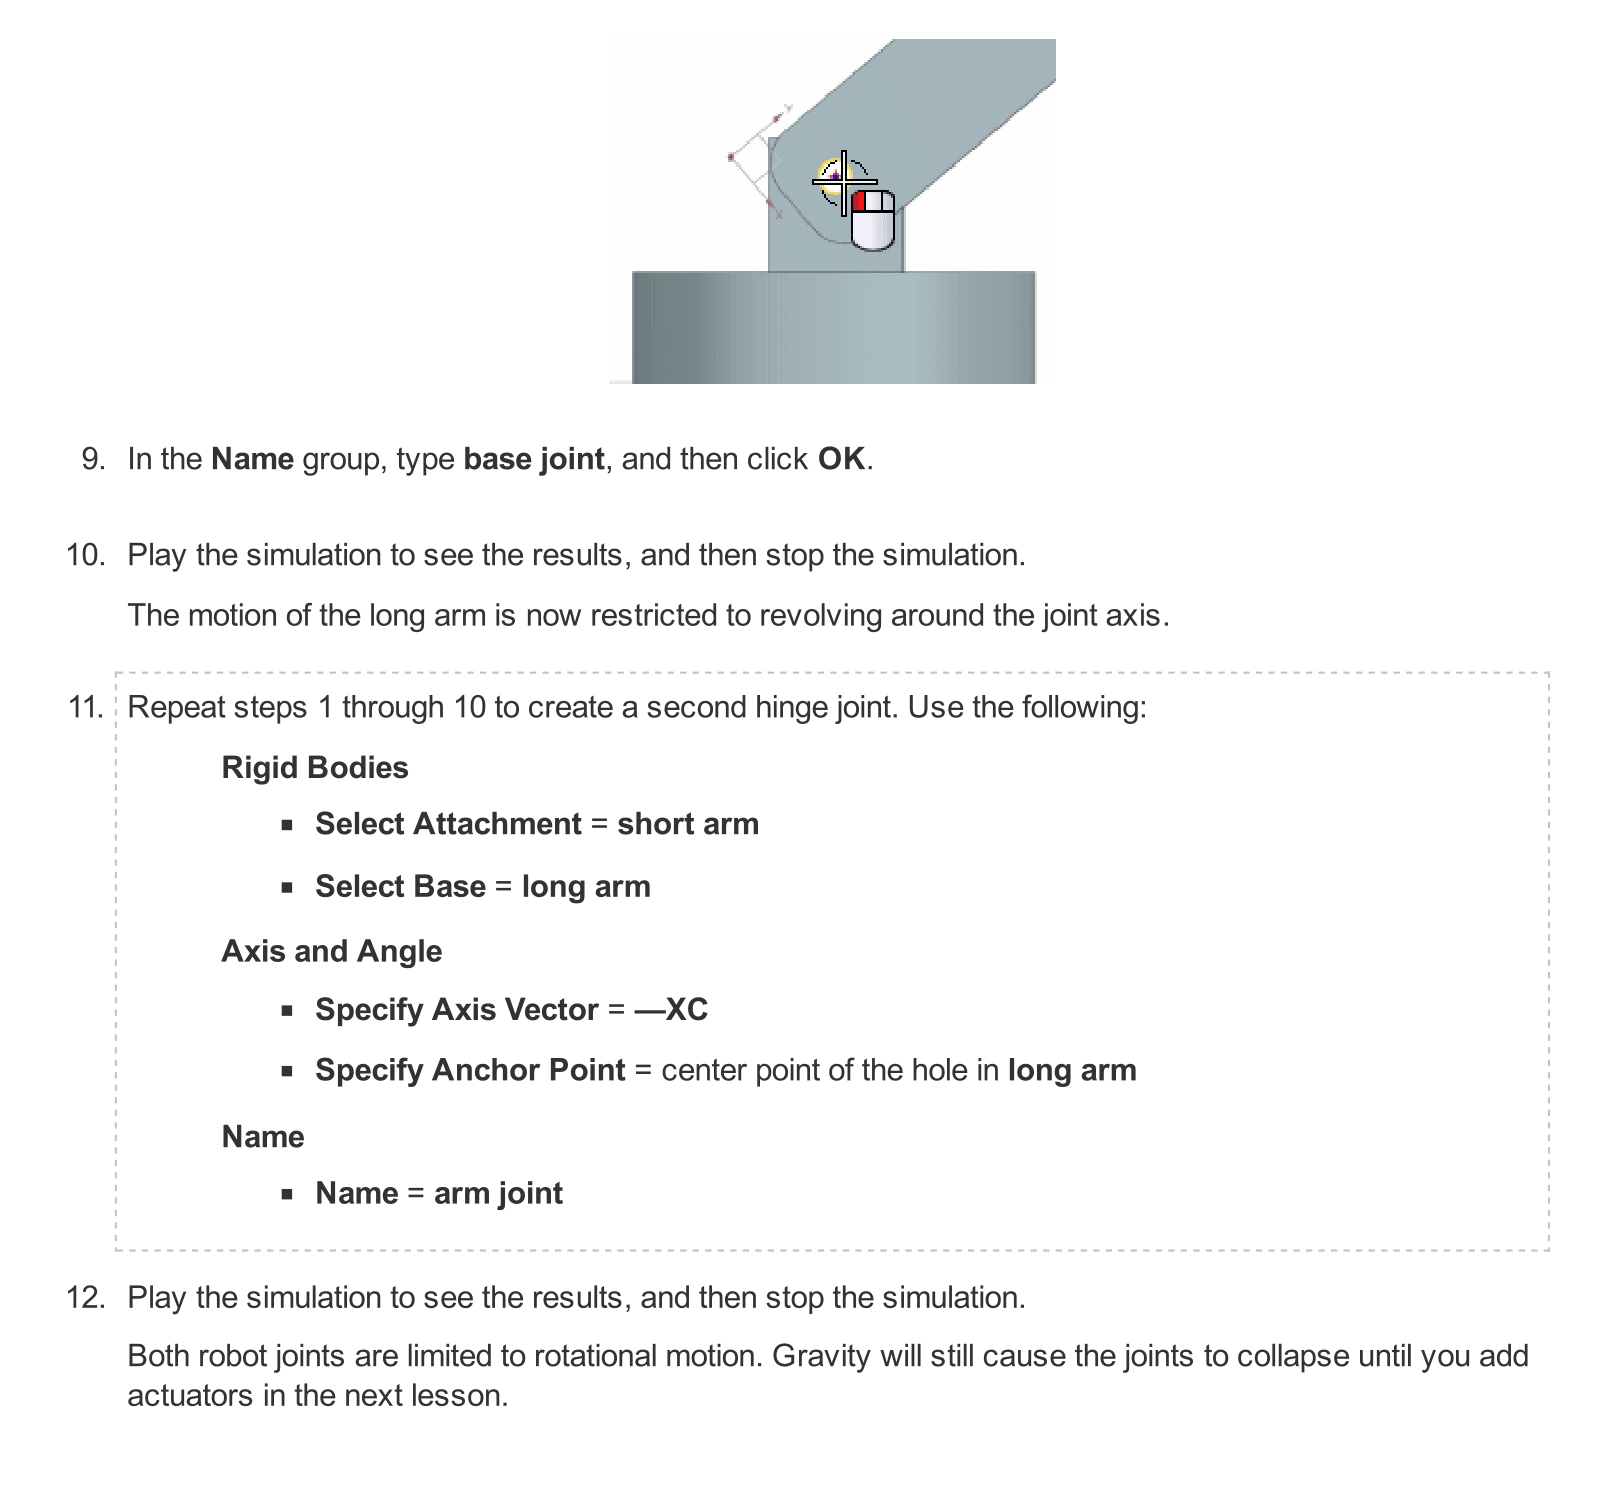 Y
X
9. In the Name group, type base joint, and then click OK.
10. Play the simulation to see the results, and then stop the simulation.
The motion of the long arm is now restricted to revolving around the joint axis.
11. Repeat steps 1 through 10 to create a second hinge joint. Use the following:
Rigid Bodies
▪ Select Attachment = short arm
▪ Select Base = long arm
Axis and Angle
▪ Specify Axis Vector = —XC
▪ Specify Anchor Point = center point of the hole in long arm
Name
▪ Name = arm joint
12. Play the simulation to see the results, and then stop the simulation.
Both robot joints are limited to rotational motion. Gravity will still cause the joints to collapse until you add
actuators in the next lesson.